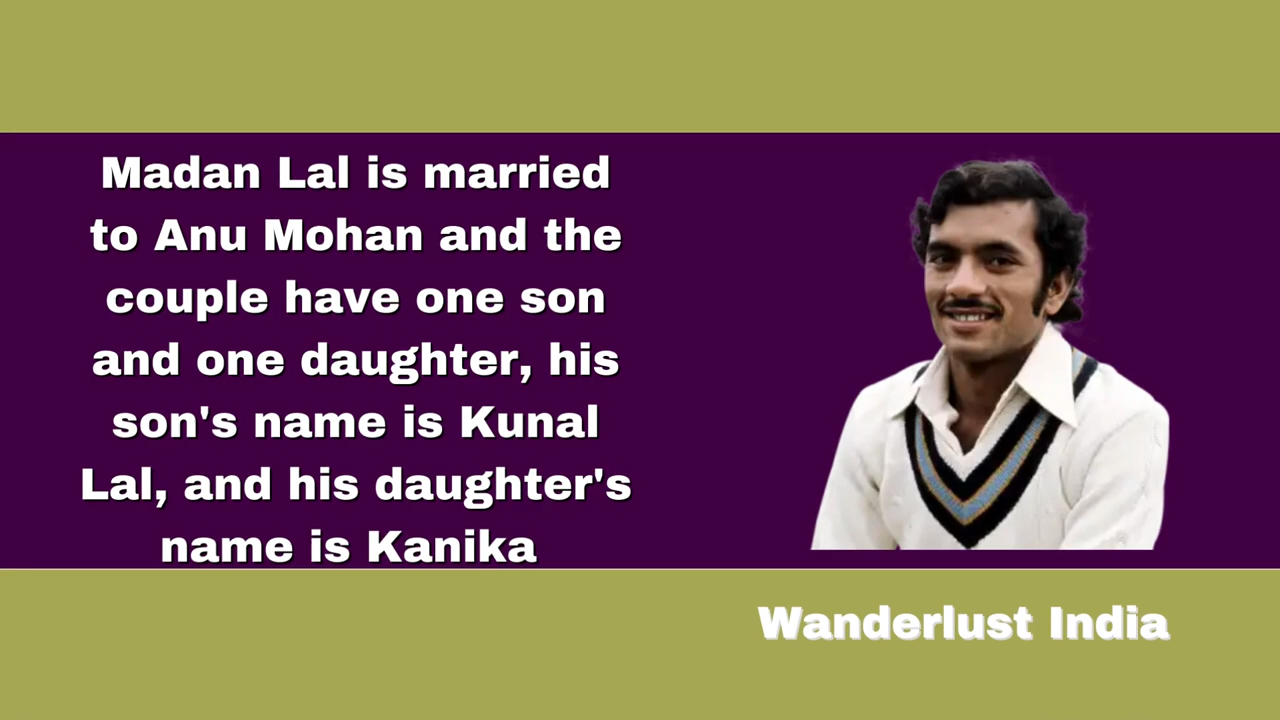 Madan Lal is married
to Anu Mohan and the
couple have one son
and one daughter, his
son's name is Kunal
Lal, and his daughter's
name is Kanika
Wanderlust India